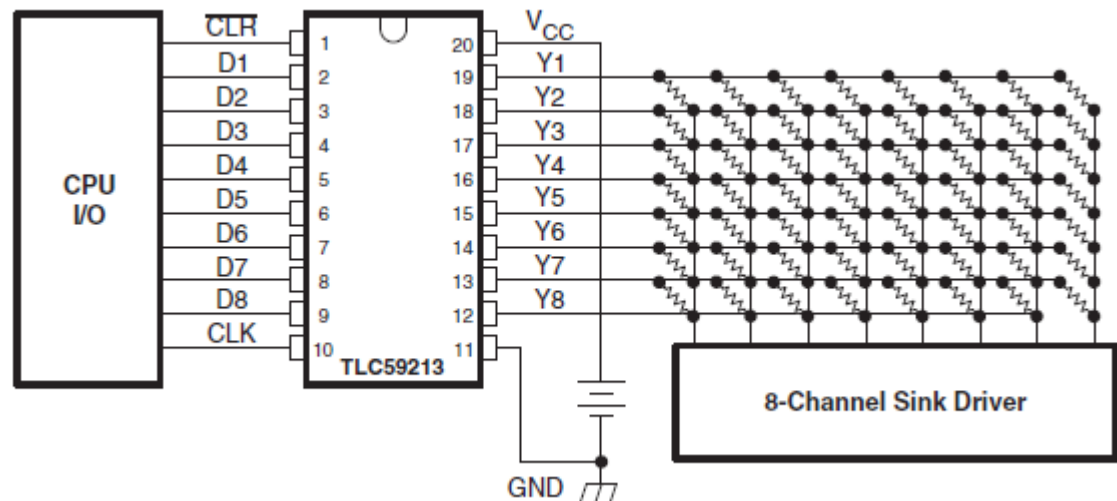 CLR
D1
D2
D3
D4
D5
D6
D7
D8
CLK
CPU
I/O
1
2
3
4
5
6
7
8
9
10
20
19
18
17
16
15
14
13
12
11
TLC59213
VCC
Y1
Y2
Y3
Y4
Y5
Y6
Y7
Y8
GND
8-Channel Sink Driver